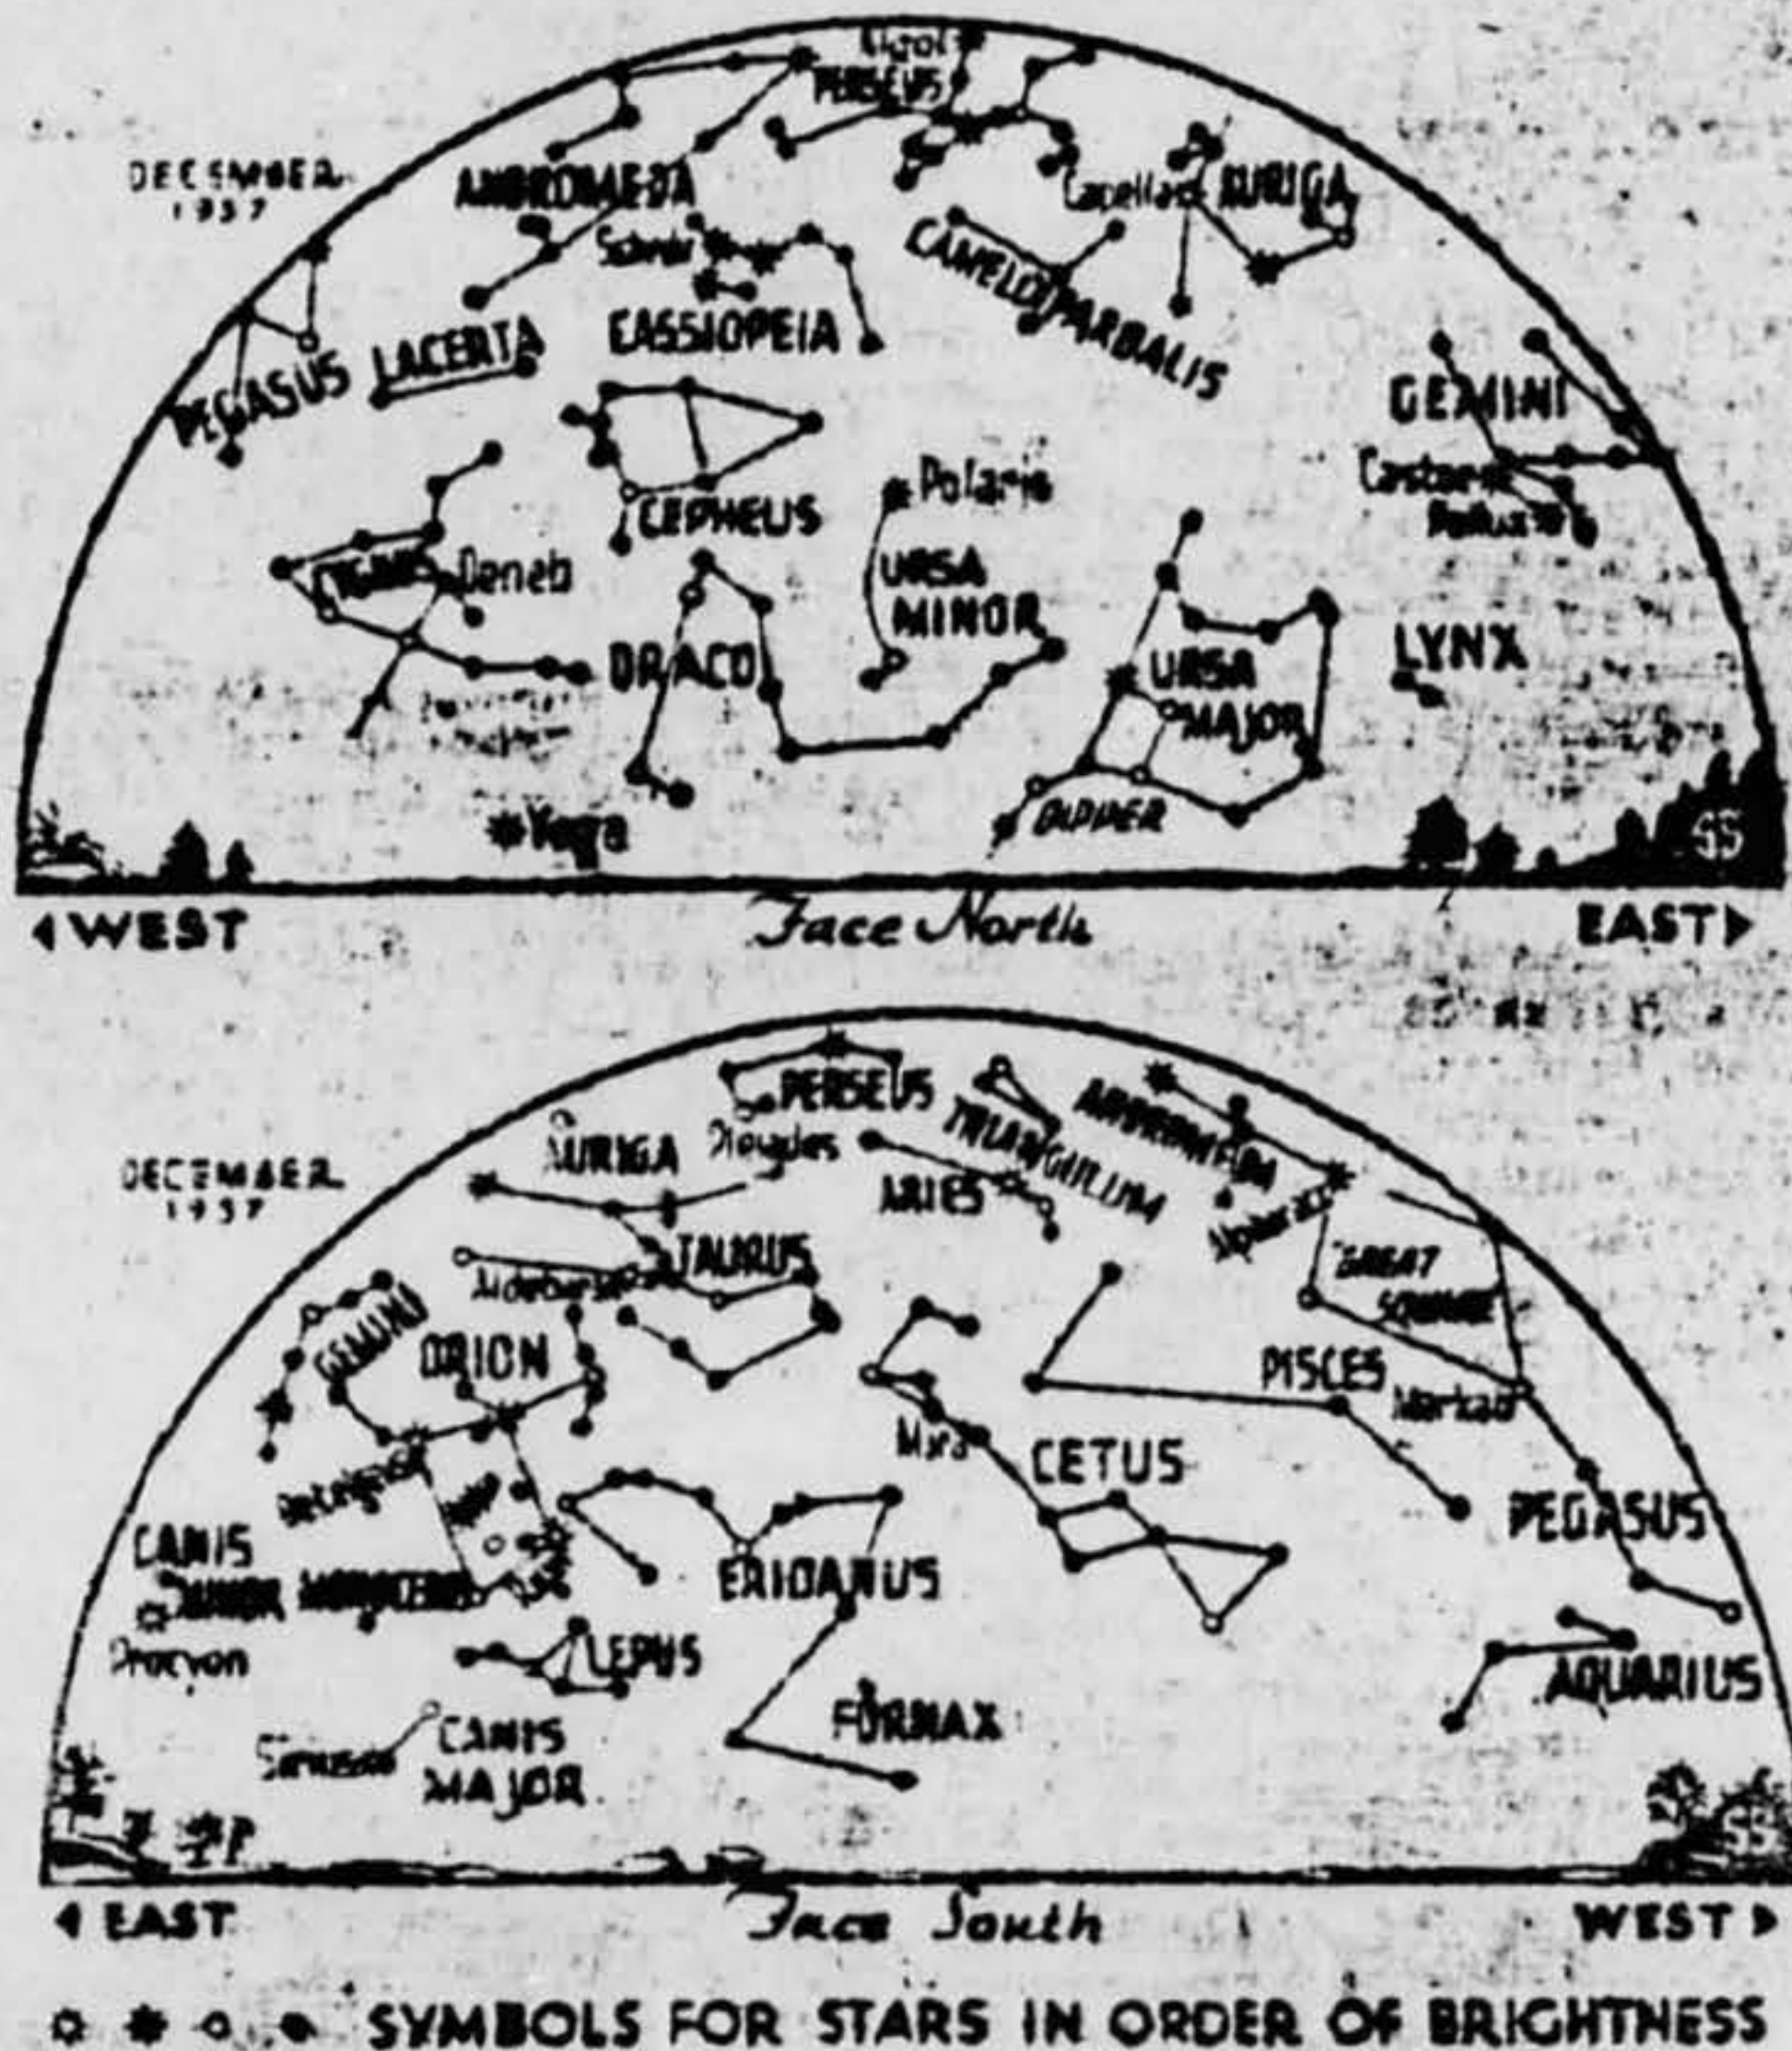 PERSEUS
DECEMBER
1937
ANDROMEDA
Capella AURIGA
CAMELOPARDALIS
CASSIOPEIA
LACERTA
PEGASUS
GEMINI
Castor
Pollux
Polaris
CEPHEUS
Deneb
URSA
MINOR
DRACO
URSA
MAJOR
LYNX
DIPPER
Vega
SS
WEST
Face North
EAST
PERSEUS
ANDROMEDA
TRIANGULUM
AURIGA
Pleiades
DECEMBER
1937
ARIES
TAURUS
GREAT
SQUARE
GEMINI
ORION
PISCES
Markab
Mira
CETUS
PEGASUS
CANIS
ERIDANUS
Procyon
LEPUS
AQUARIUS
FORNAX
CANIS
MAJOR
SS
EAST
Face South
WEST
SYMBOLS FOR STARS IN ORDER OF BRIGHTNESS